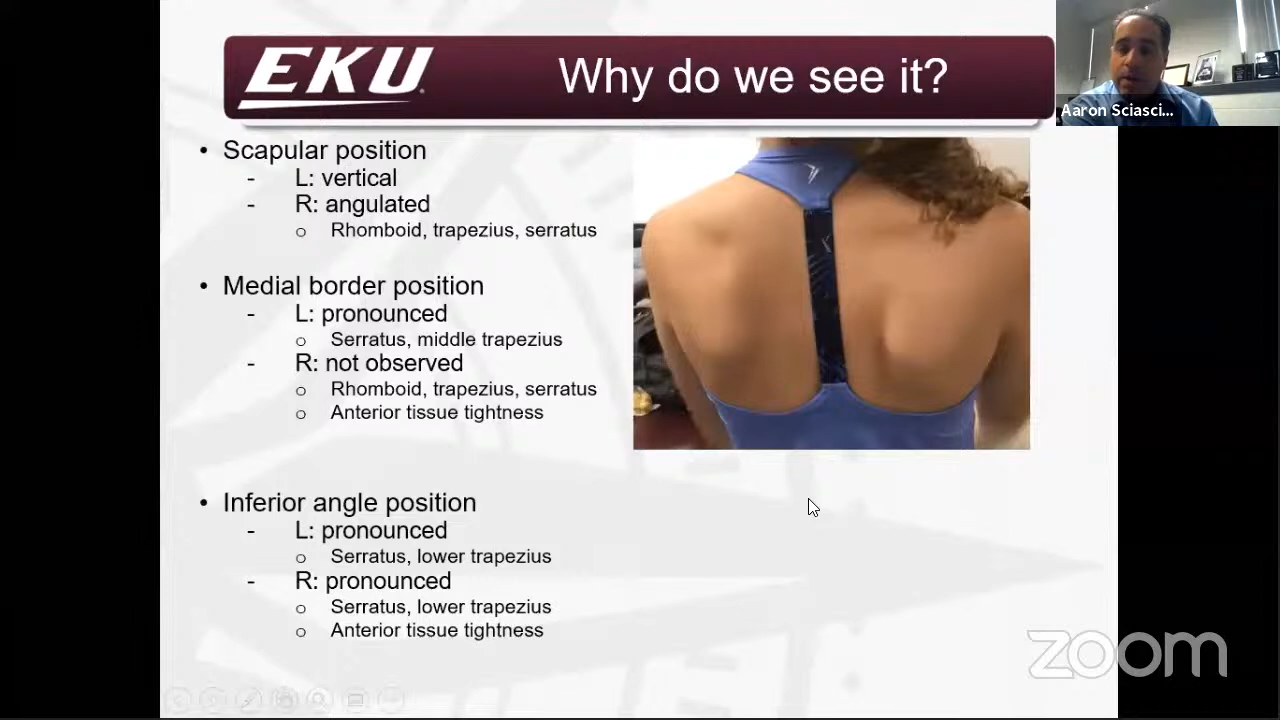 EKU
Why do we see it?
Aaron Sciasci...
• Scapular position
- L: vertical
- R: angulated
o Rhomboid, trapezius, serratus
• Medial border position
- L: pronounced
o Serratus, middle trapezius
- R: not observed
o Rhomboid, trapezius, serratus
o Anterior tissue tightness
• Inferior angle position
- L: pronounced
o Serratus, lower trapezius
- R: pronounced
o Serratus, lower trapezius
o Anterior tissue tightness
zoom